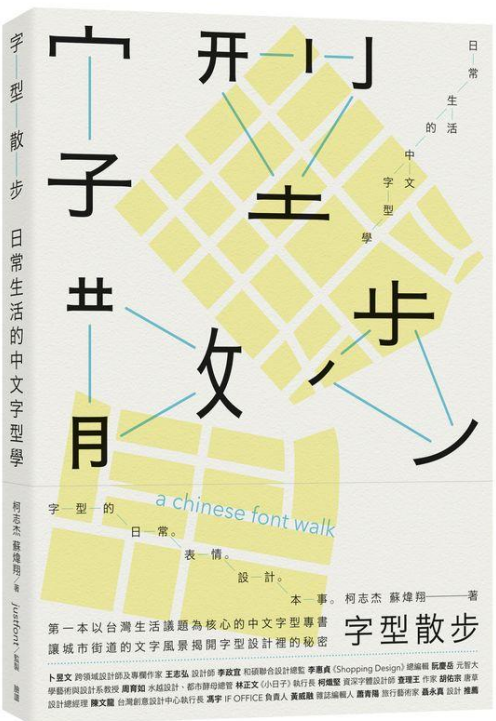 字型散步 日常生活的中文字型學 柯志杰 蘇煒翔/著 justfont/監製 臉譜
字型散步
日常生活的中文字型學
a chinese font walk
字型的
日常。
表情。
設計。
本事。 柯志杰 蘇煒翔——著
第一本以台灣生活議題為核心的中文字型專書
讓城市街道的文字風景揭開字型設計裡的秘密
字型散步
卜昱文 跨領域設計師及專欄作家 王志弘 設計師 李政宜 和碩聯合設計總監 李惠貞《Shopping Design》總編輯 阮慶岳 元智大
學藝術與設計系教授 周育如 水越設計、都市酵母總管 林正文《小日子》執行長 柯熾堅 資深字體設計師 查理王 作家 胡佑宗 唐草
設計總經理 陳文龍 台灣創意設計中心執行長 馮宇 IF OFFICE 負責人 黃威融 雜誌編輯人 蕭青陽 旅行藝術家 聶永真 設計 推薦